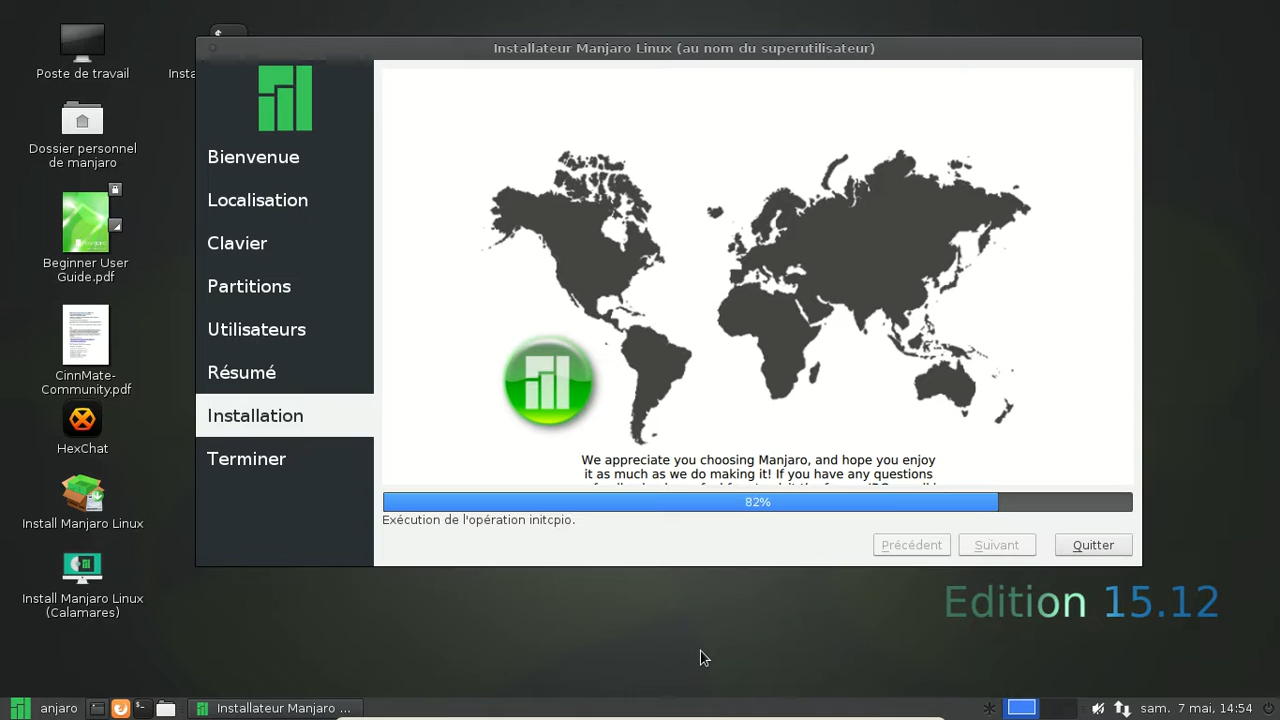 Installateur Manjaro Linux (au nom du superutilisateur)
Poste de travail
Insta
Dossier personnel
de manjaro
Beginner User
Guide.pdf
CinnMate-
Community.pdf
HexChat
Install Manjaro Linux
Install Manjaro Linux
(Calamares)
Bienvenue
Localisation
Clavier
Partitions
Utilisateurs
Résumé
Installation
Terminer
We appreciate you choosing Manjaro, and hope you enjoy
it as much as we do making it! If you have any questions
82%
Exécution de l'opération initcpio.
Précédent
Suivant
Quitter
Edition 15.12
anjaro
Installateur Manjaro ...
sam. 7 mai, 14:54